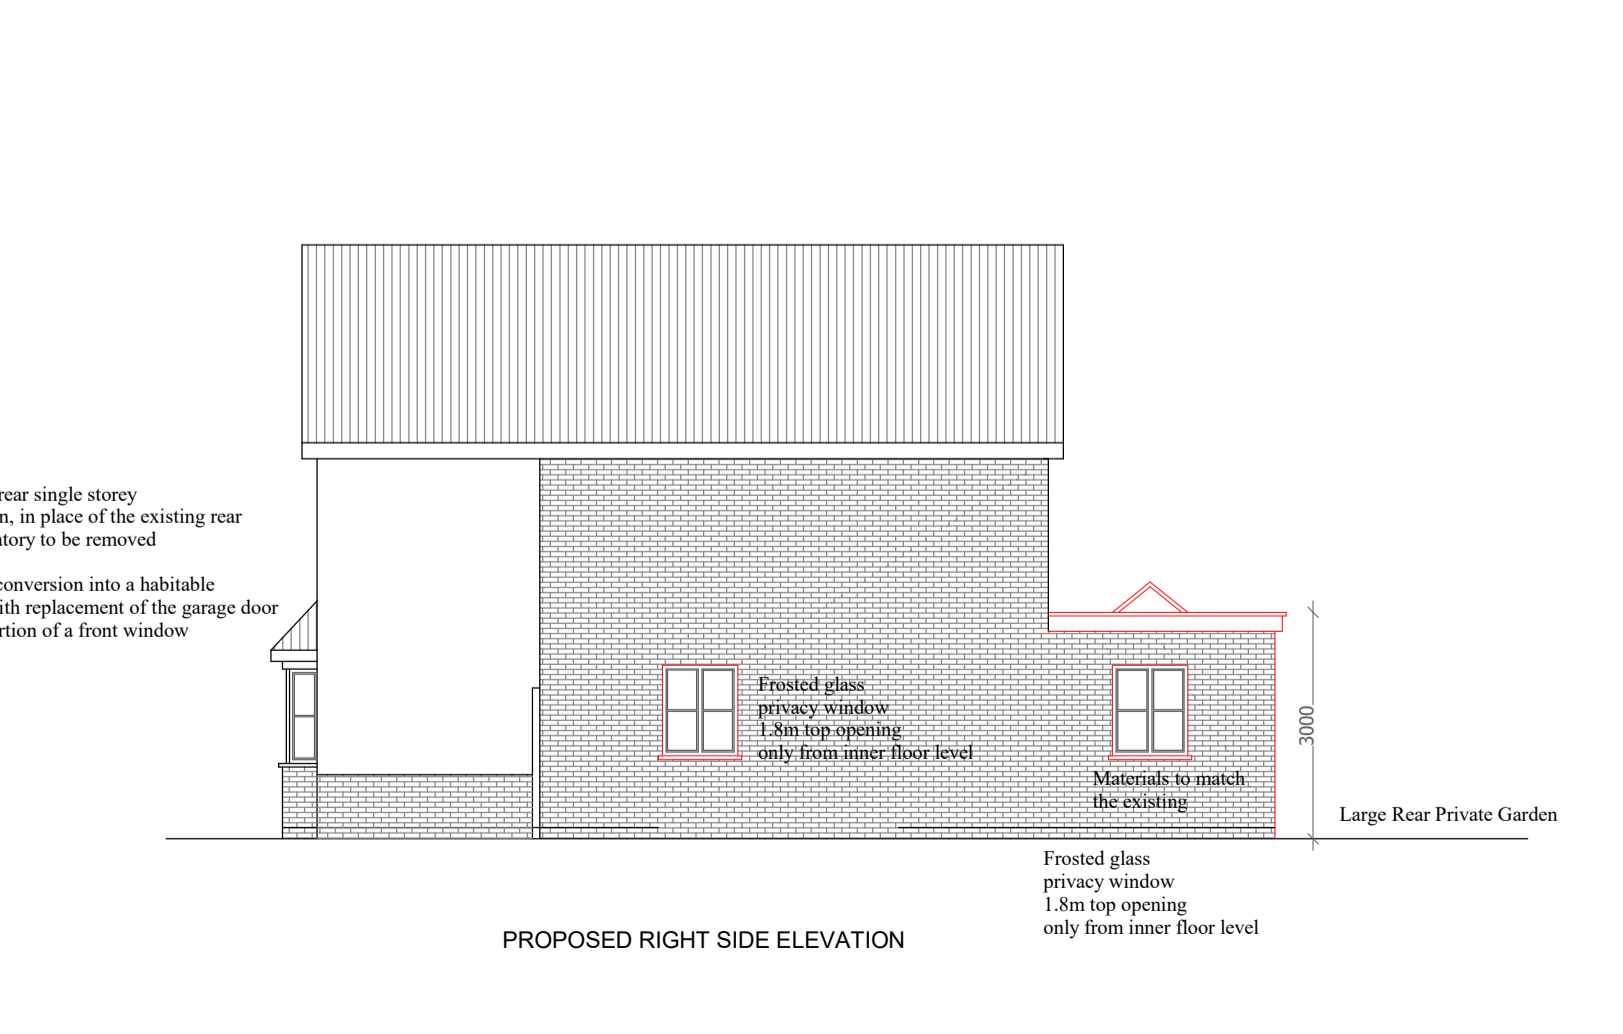 rear single storey
n, in place of the existing rear
atory to be removed
conversion into a habitable
ith replacement of the garage door
rtion of a front window
Frosted glass
privacy window
1.8m top opening
only from inner floor level
Materials to match
the existing
3000
Large Rear Private Garden
Frosted glass
privacy window
1.8m top opening
only from inner floor level
PROPOSED RIGHT SIDE ELEVATION